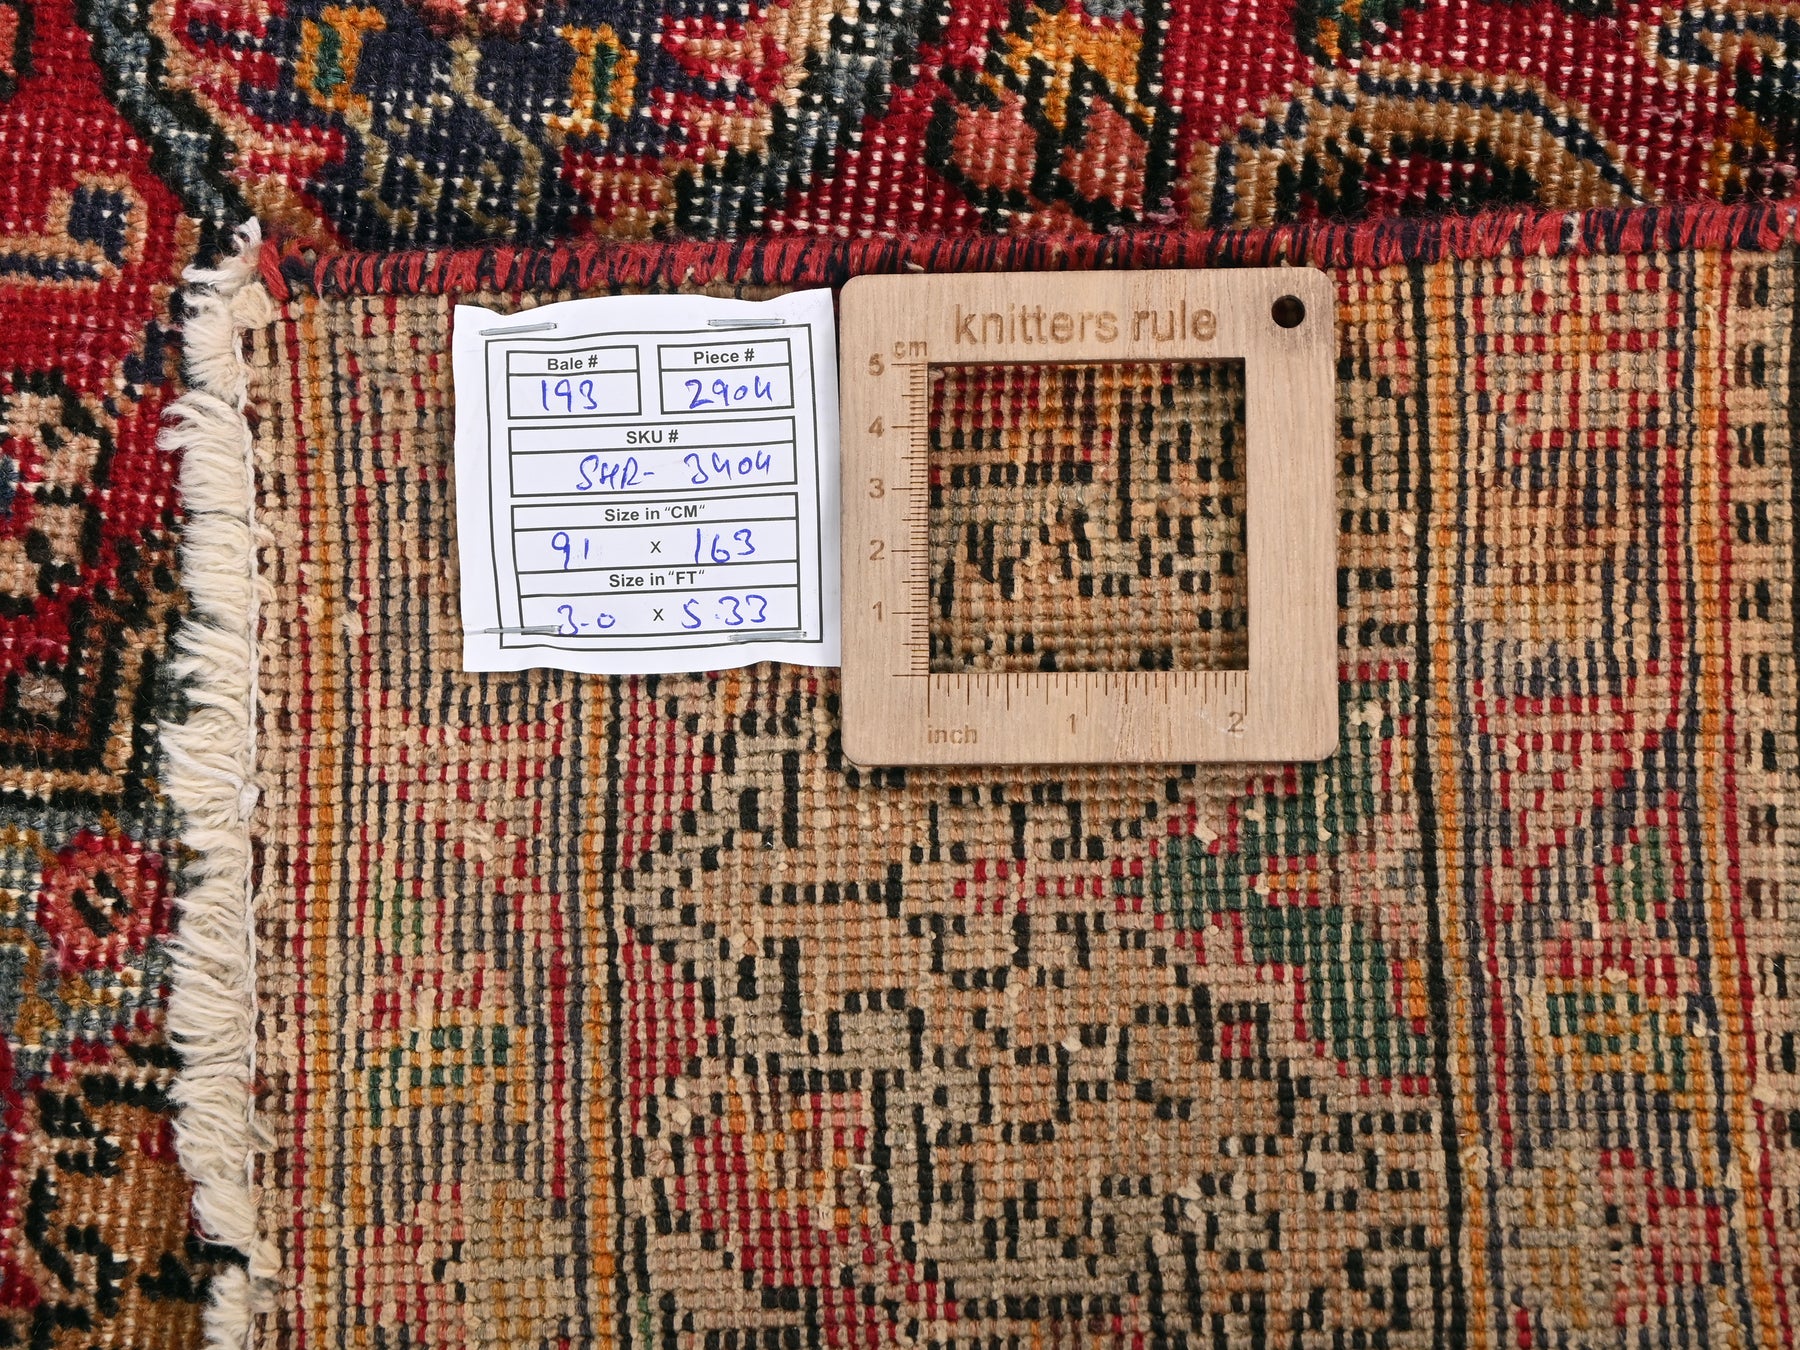 Bale #
Piece #
193
2904
SKU #
SHR- 3404
Size in "CM"
91 x 163
Size in "FT"
3.0 x 5.33
knitters rule
cm
5
4
3
2
1
inch
1
2